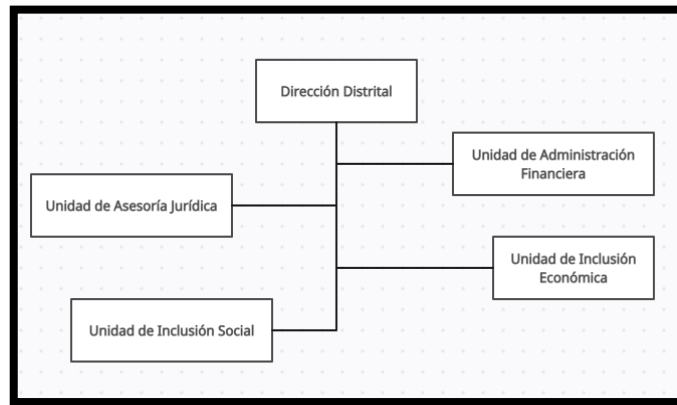 Dirección Distrital
Unidad de Administración
Financiera
Unidad de Asesoría Jurídica
Unidad de Inclusión
Económica
Unidad de Inclusión Social